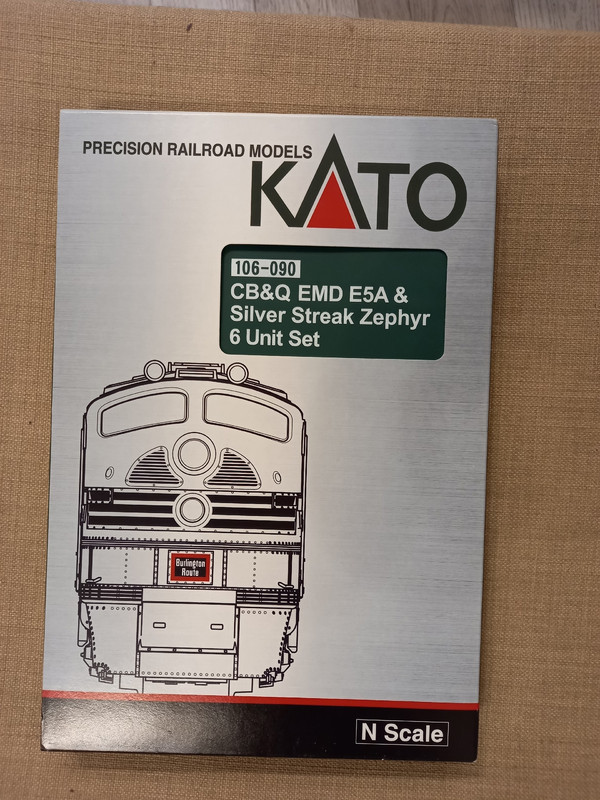 PRECISION RAILROAD MODELS
KATO
106-090
CB&Q EMD E5A &
Silver Streak Zephyr
6 Unit Set
Burlington
Route
N Scale